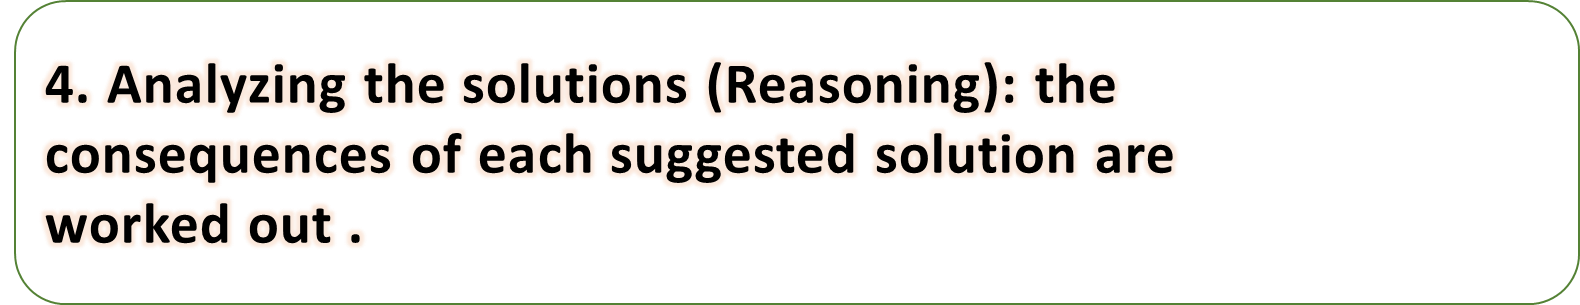 4. Analyzing the solutions (Reasoning): the
consequences of each suggested solution are
worked out .